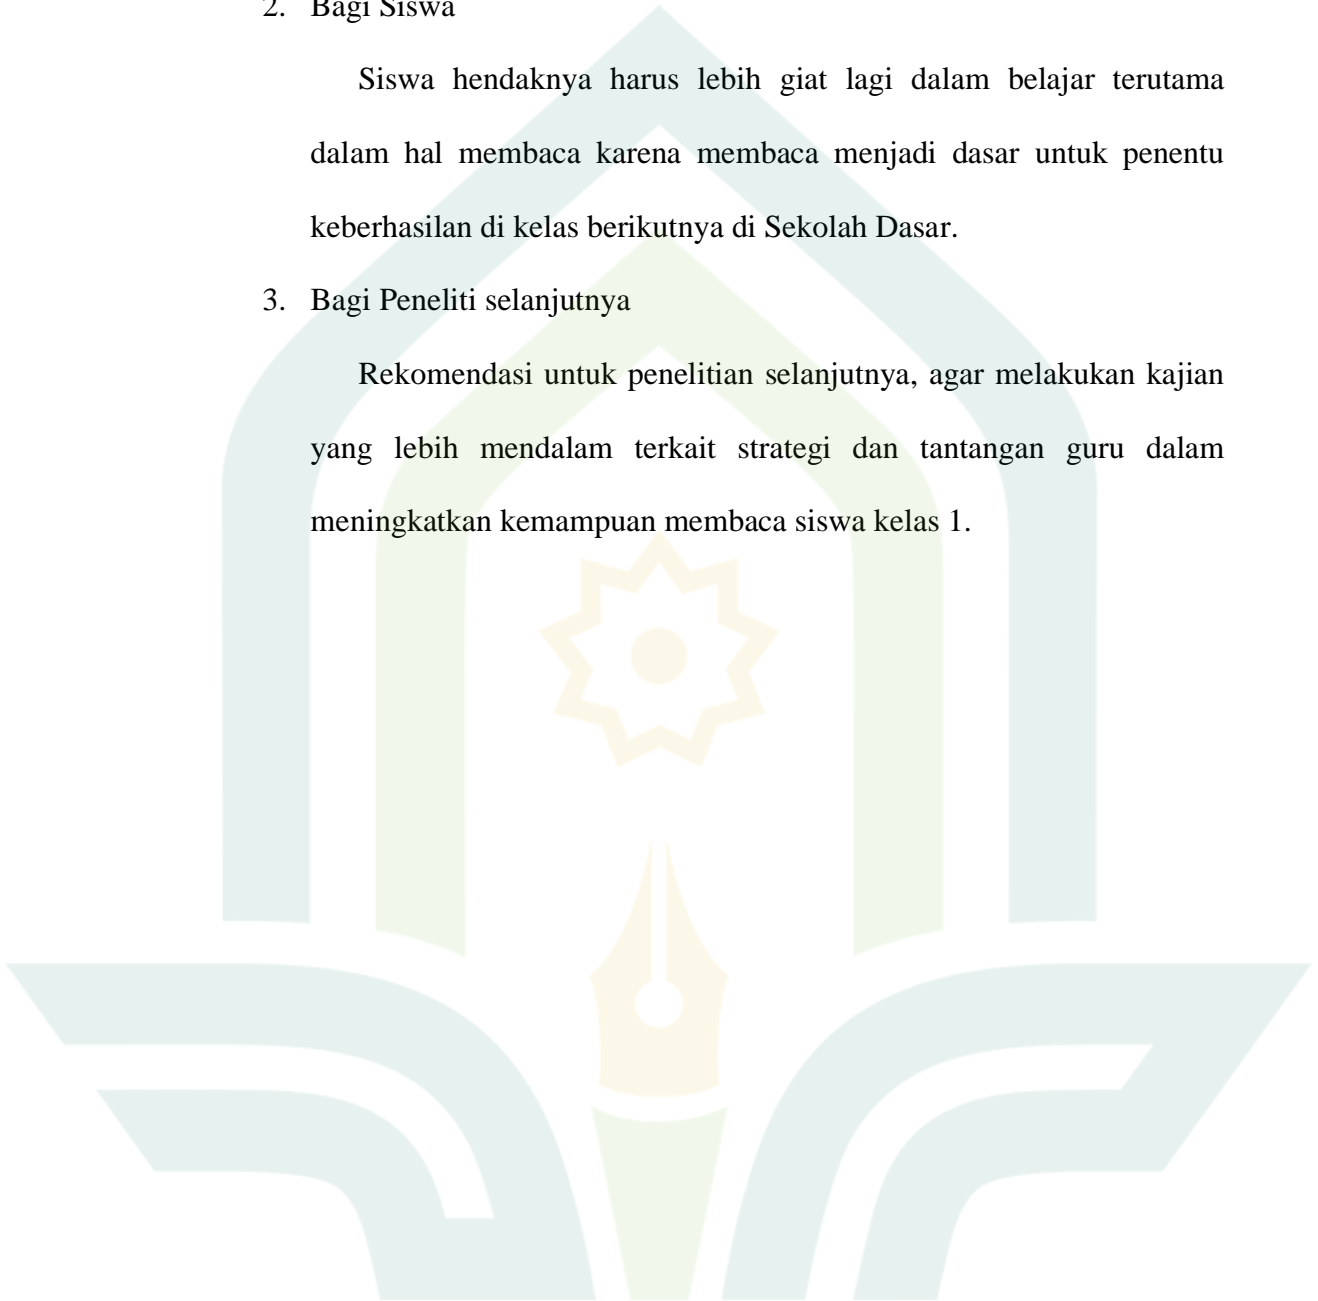 2. Bagi Siswa
Siswa hendaknya harus lebih giat lagi dalam belajar terutama
dalam hal membaca karena membaca menjadi dasar untuk penentu
keberhasilan di kelas berikutnya di Sekolah Dasar.
3. Bagi Peneliti selanjutnya
Rekomendasi untuk penelitian selanjutnya, agar melakukan kajian
yang lebih mendalam terkait strategi dan tantangan guru dalam
meningkatkan kemampuan membaca siswa kelas 1.